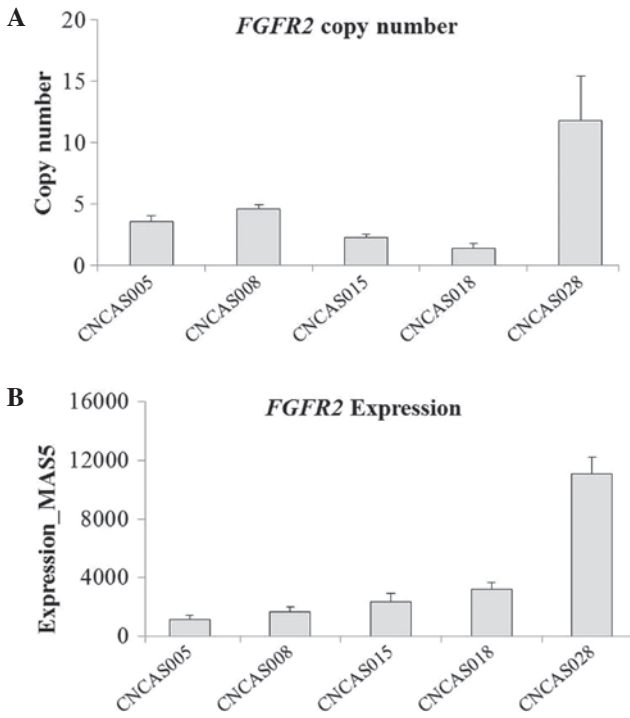 A
FGFR2 copy number
Copy number
20
15
10
5
0
CNCAS005
CNCAS008
CNCAS015
CNCAS018
CNCAS028
B
FGFR2 Expression
Expression_MAS5
16000
12000
8000
4000
0
CNCAS005
CNCAS008
CNCAS015
CNCAS018
CNCAS028